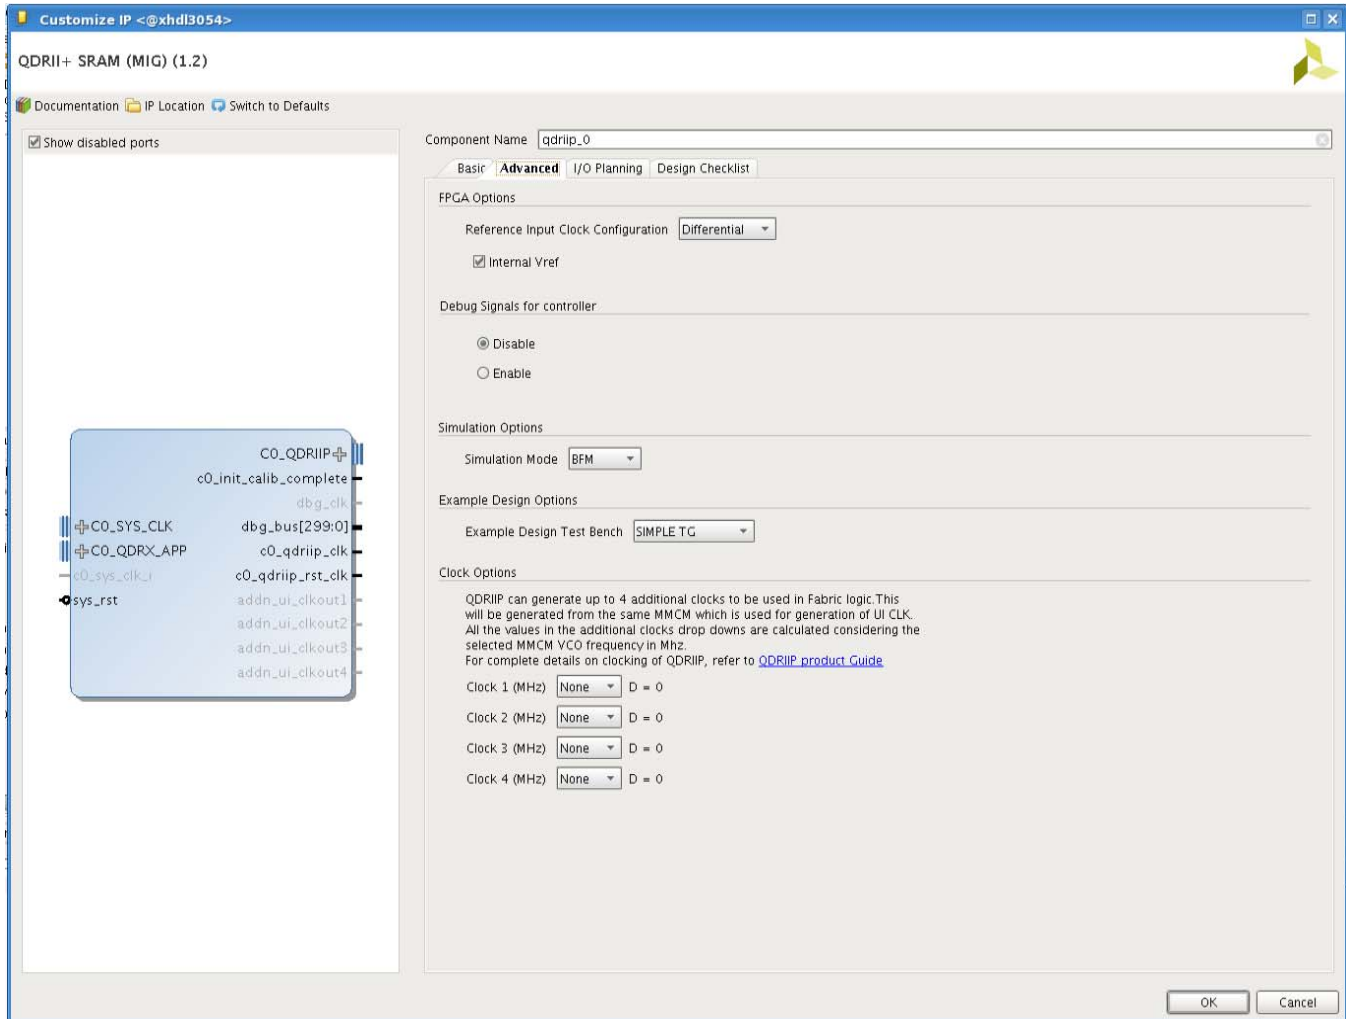 Customize IP <@xhdl3054>
QDRII+ SRAM (MIG) (1.2)
Documentation IP Location Switch to Defaults
Show disabled ports
C0_QDRIIP
c0_init_calib_complete
dbg_clk
C0_SYS_CLK dbg_bus[299:0]
C0_QDRX_APP c0_qdriip_clk
c0_sys_clk_i c0_qdriip_rst_clk
sys_rst addn_ui_clkout1
addn_ui_clkout2
addn_ui_clkout3
addn_ui_clkout4
Component Name qdriip_0
Basic Advanced I/O Planning Design Checklist
FPGA Options
Reference Input Clock Configuration Differential
Internal Vref
Debug Signals for controller
Disable
Enable
Simulation Options
Simulation Mode BFM
Example Design Options
Example Design Test Bench SIMPLE TG
Clock Options
QDRIIP can generate up to 4 additional clocks to be used in Fabric logic.This
will be generated from the same MMCM which is used for generation of UI CLK.
All the values in the additional clocks drop downs are calculated considering the
selected MMCM VCO frequency in Mhz.
For complete details on clocking of QDRIIP, refer to QDRIIP product Guide
Clock 1 (MHz) None D = 0
Clock 2 (MHz) None D = 0
Clock 3 (MHz) None D = 0
Clock 4 (MHz) None D = 0
OK Cancel